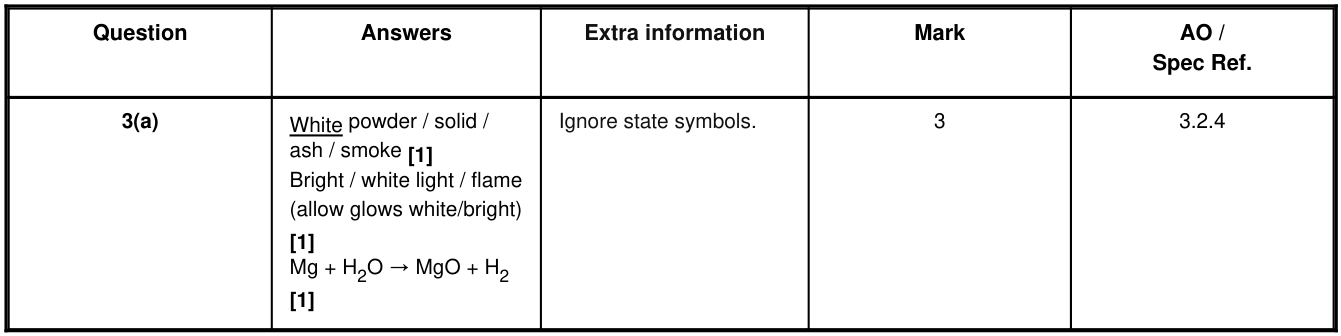 Question Answers Extra information Mark AO /
Spec Ref.
3(a) White powder / solid / Ignore state symbols. 3 3.2.4
ash / smoke [1]
Bright / white light / flame
(allow glows white/bright)
[1]
Mg + H₂O → MgO + H₂
[1]